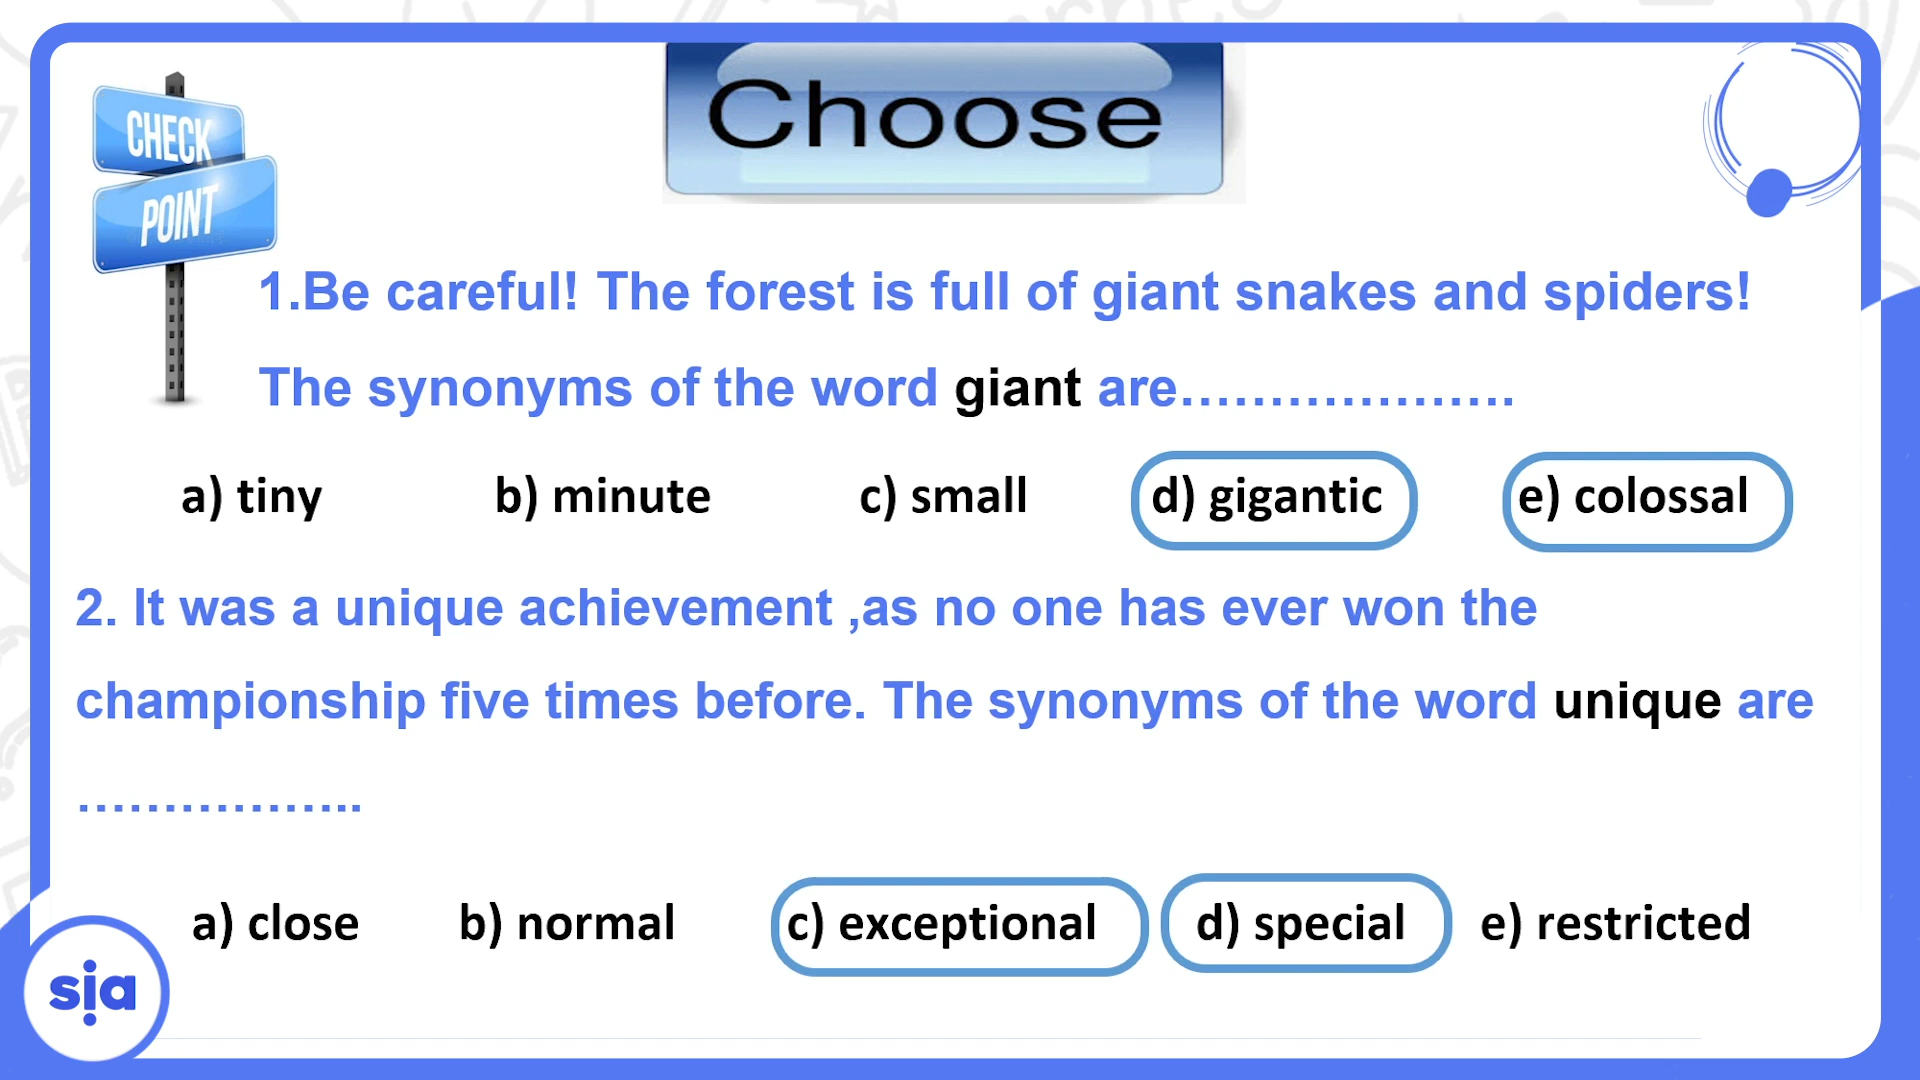 Choose
CHECK
POINT
1.Be careful! The forest is full of giant snakes and spiders!
The synonyms of the word giant are……………….
a) tiny b) minute c) small d) gigantic e) colossal
2. It was a unique achievement ,as no one has ever won the
championship five times before. The synonyms of the word unique are
……………..
a) close b) normal c) exceptional d) special e) restricted
sia